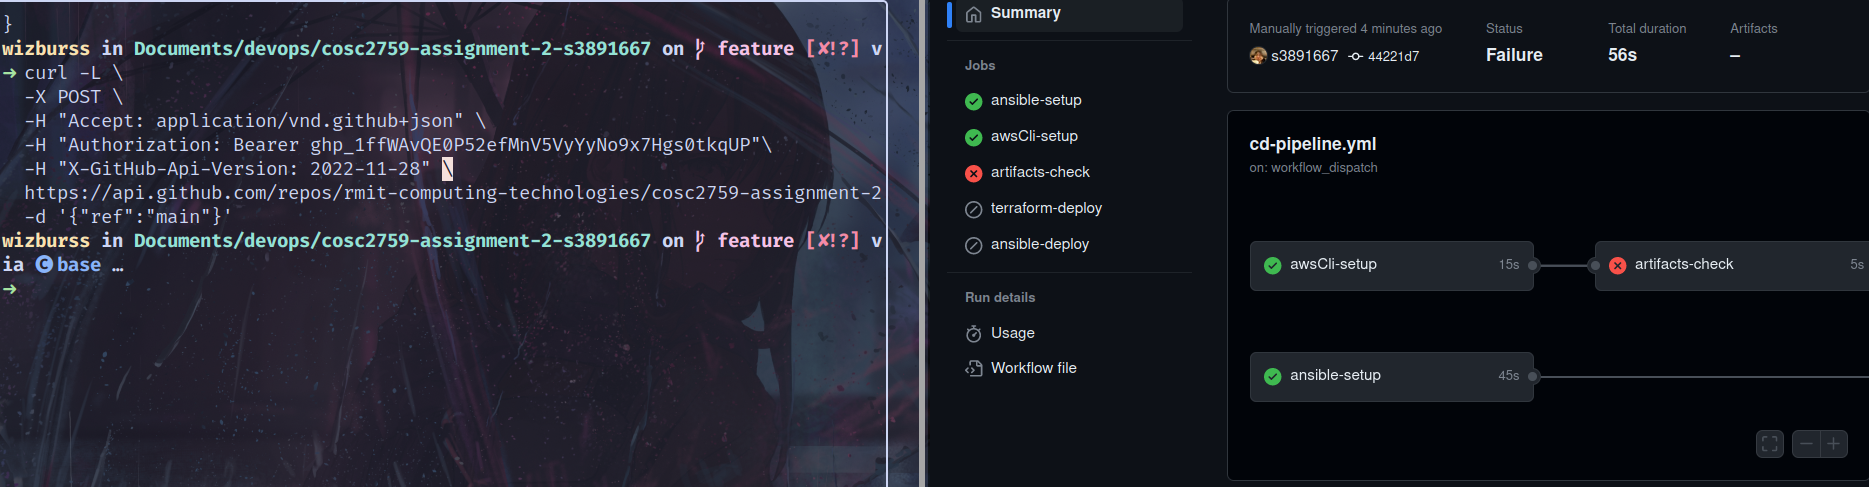 }
wizburss in Documents/devops/cosc2759-assignment-2-s3891667 on feature [✘!?] v
➜ curl -L \
-X POST \
-H "Accept: application/vnd.github+json" \
-H "Authorization: Bearer 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"\
-H "X-GitHub-Api-Version: 2022-11-28" \
https://api.github.com/repos/rmit-computing-technologies/cosc2759-assignment-2
-d '{"ref":"main"}'
wizburss in Documents/devops/cosc2759-assignment-2-s3891667 on feature [✘!?] v
ia C base …
➜
Summary
Jobs
ansible-setup
awsCli-setup
artifacts-check
terraform-deploy
ansible-deploy
Run details
Usage
Workflow file
Manually triggered 4 minutes ago
s3891667 44221d7
Status
Failure
Total duration
56s
Artifacts
–
cd-pipeline.yml
on: workflow_dispatch
awsCli-setup 15s
artifacts-check 5s
ansible-setup 45s